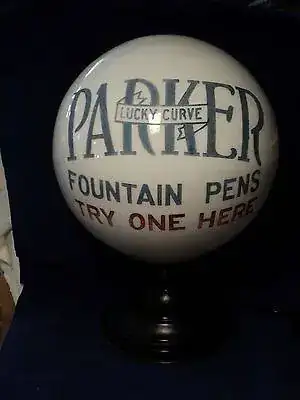 PARKER
LUCKY CURVE
FOUNTAIN PENS
TRY ONE HERE